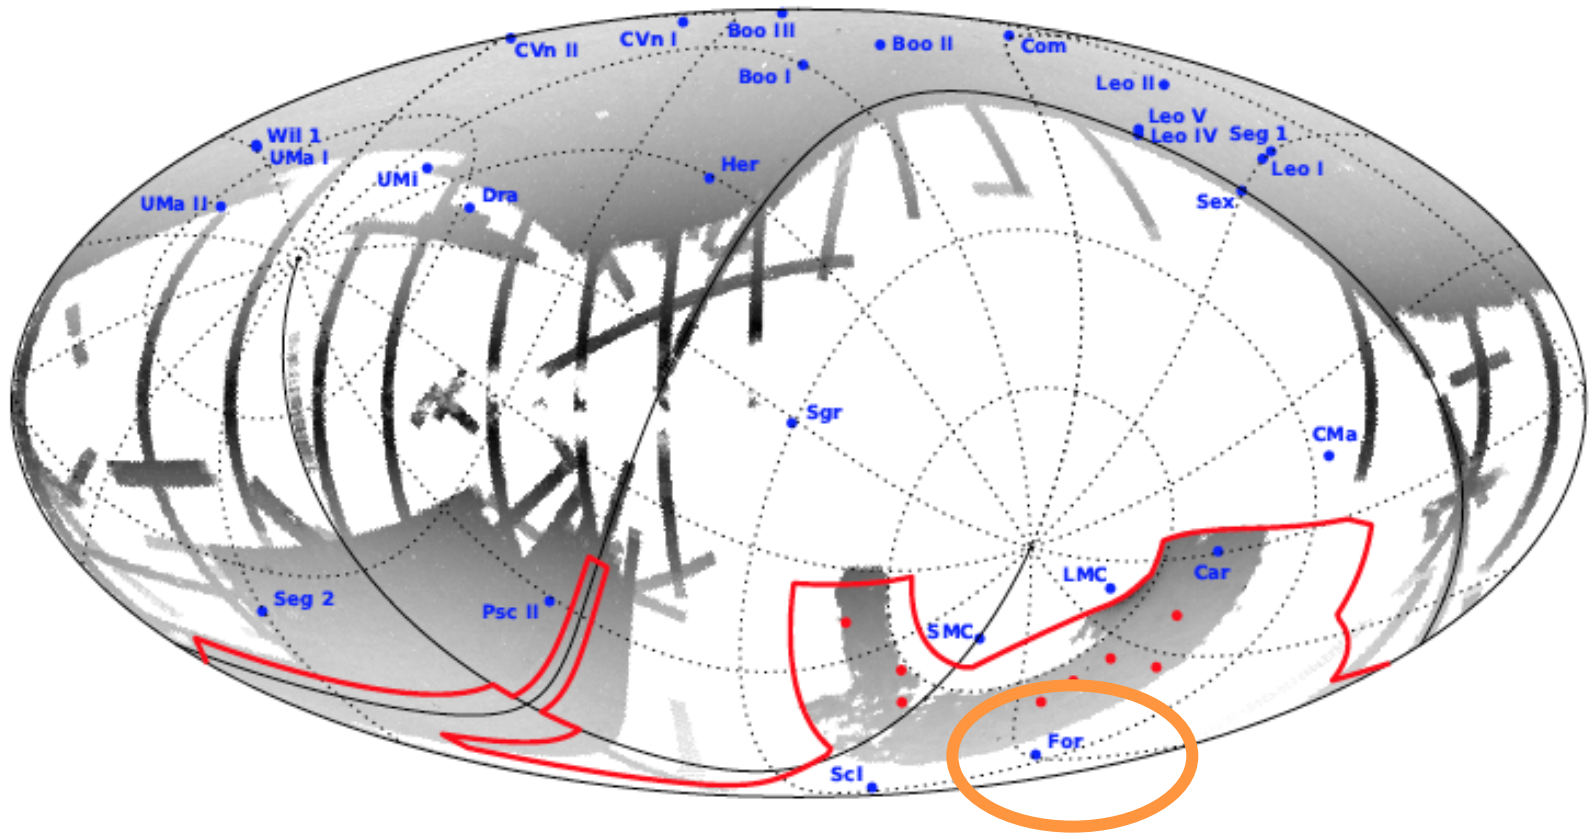 CVn II
CVn I
Boo III
Boo II
Com
Boo I
Leo II
Leo V
Leo IV
Seg 1
Leo I
Wil 1
UMa I
UMi
Her
UMa II
Dra
Sex
Sgr
CMa
LMC
Car
Seg 2
Psc II
SMC
For
Scl